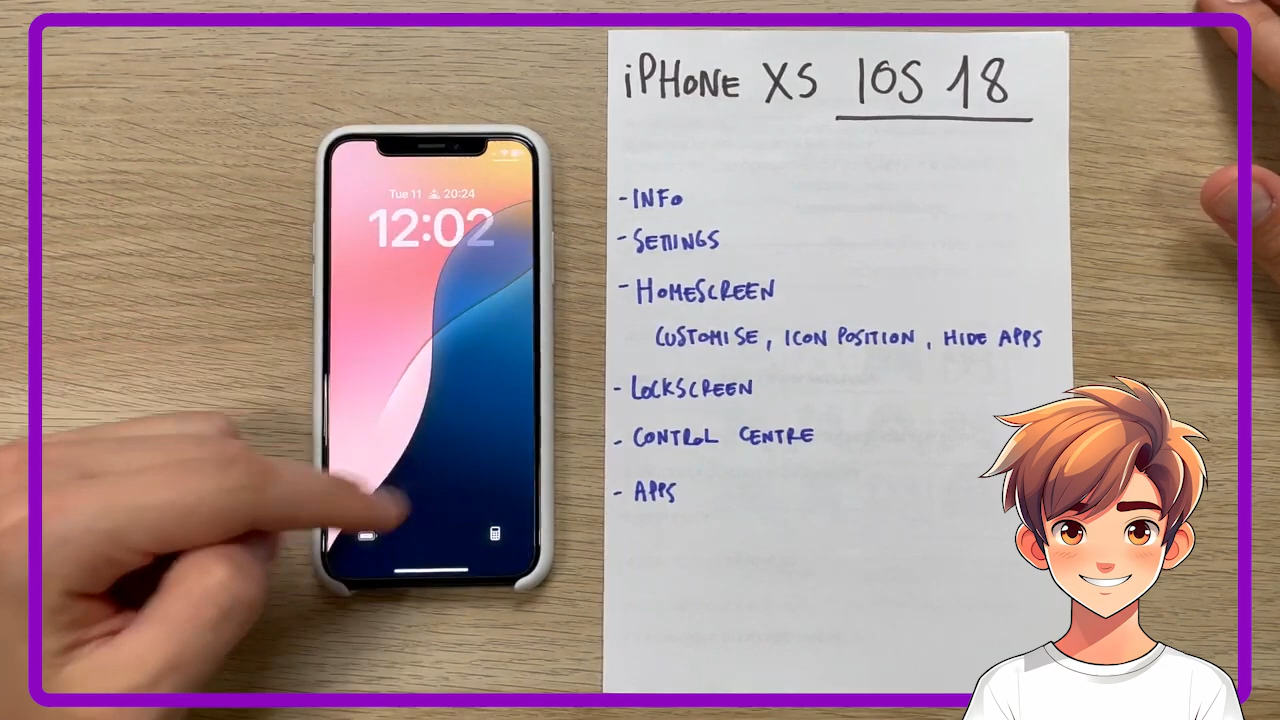 iPHONE XS IOS 18
Tue 11 20:24
12:02
- INFO
- SETTINGS
- HOMESCREEN
CUSTOMISE, ICON POSITION, HIDE APPS
- LOCKSCREEN
- CONTROL CENTRE
- APPS